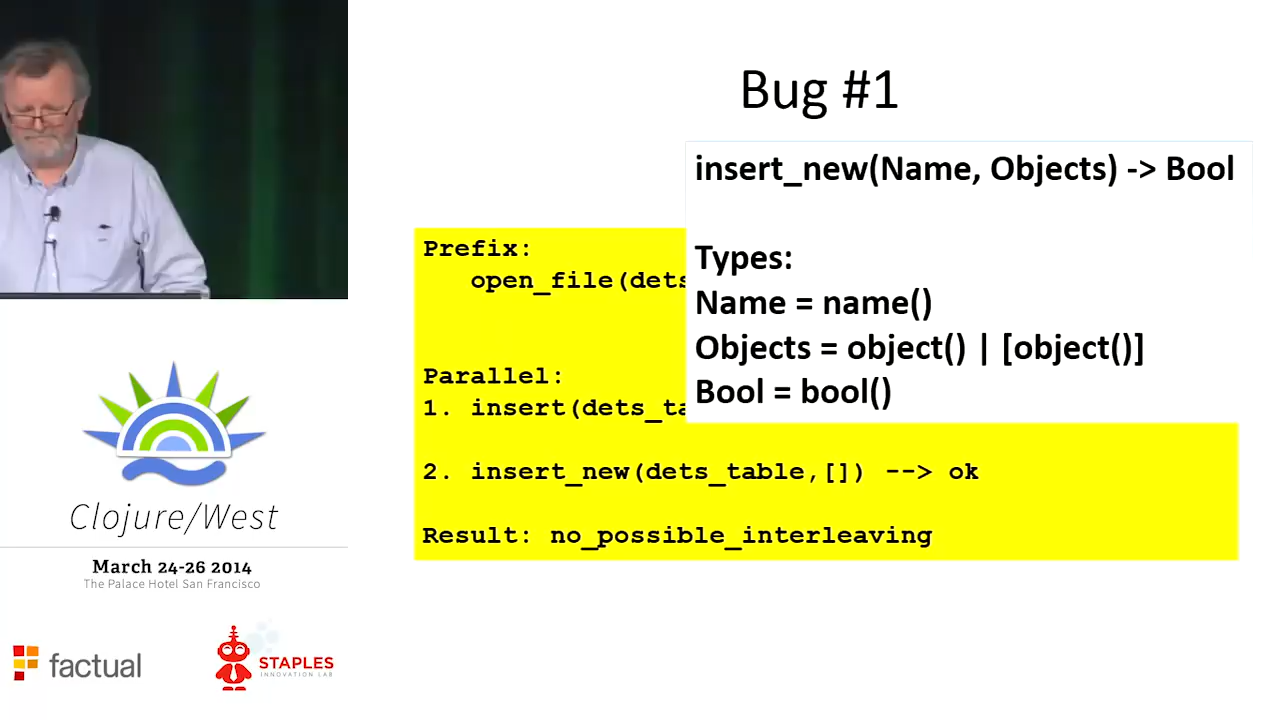 Bug #1
insert_new(Name, Objects) -> Bool
Types:
Name = name()
Objects = object() | [object()]
Bool = bool()
Prefix:
open_file(dets
Parallel:
1. insert(dets_ta
2. insert_new(dets_table,[]) --> ok
Result: no_possible_interleaving
Clojure/West
March 24-26 2014
The Palace Hotel San Francisco
factual
STAPLES
INNOVATION LAB